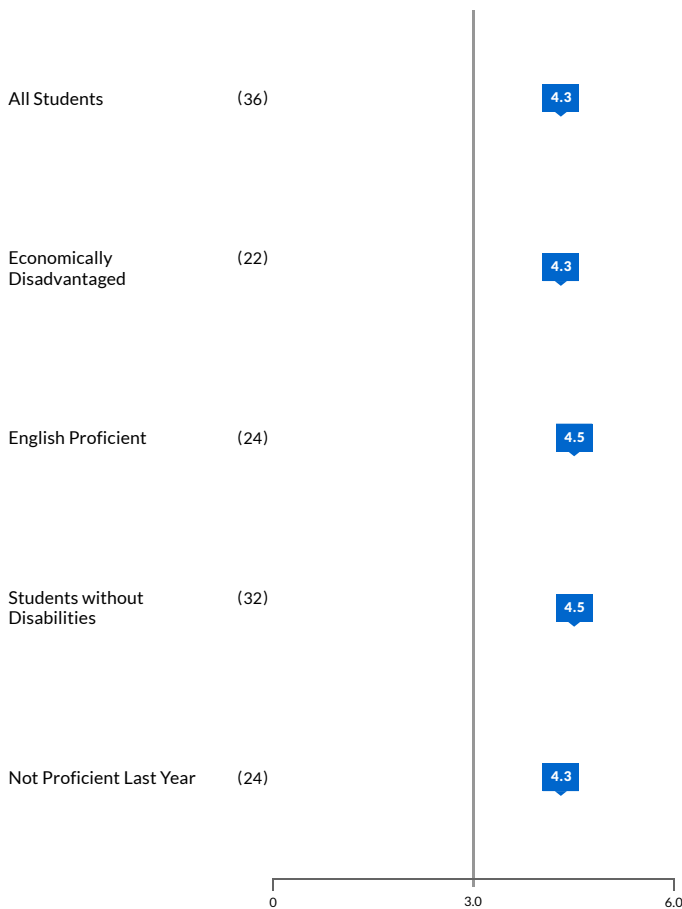 All Students (36) 4.3
Economically (22) 4.3
Disadvantaged
English Proficient (24) 4.5
Students without (32) 4.5
Disabilities
Not Proficient Last Year (24) 4.3
0 3.0 6.0